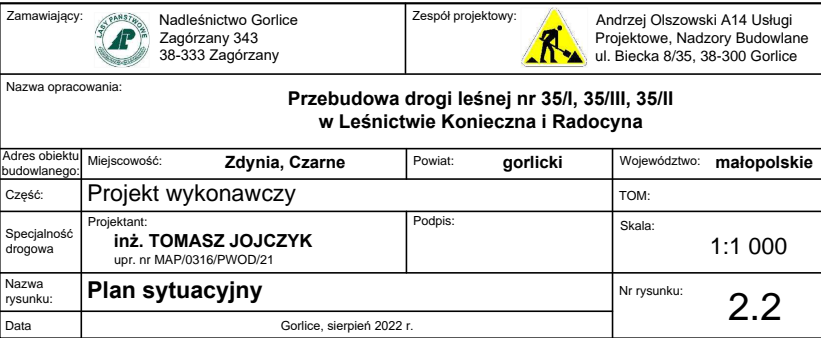 Zamawiający:
LASY PAŃSTWOWE
Nadleśnictwo Gorlice
Zagórzany 343
38-333 Zagórzany
Zespół projektowy:
Andrzej Olszowski A14 Usługi
Projektowe, Nadzory Budowlane
ul. Biecka 8/35, 38-300 Gorlice
Nazwa opracowania:
Przebudowa drogi leśnej nr 35/I, 35/III, 35/II
w Leśnictwie Konieczna i Radocyna
Adres obiektu
budowlanego:
Miejscowość: Zdynia, Czarne
Powiat: gorlicki
Województwo: małopolskie
Część: Projekt wykonawczy
TOM:
Specjalność
drogowa
Projektant:
inż. TOMASZ JOJCZYK
upr. nr MAP/0316/PWOD/21
Podpis:
Skala:
1:1 000
Nazwa
rysunku:
Plan sytuacyjny
Nr rysunku:
2.2
Data
Gorlice, sierpień 2022 r.